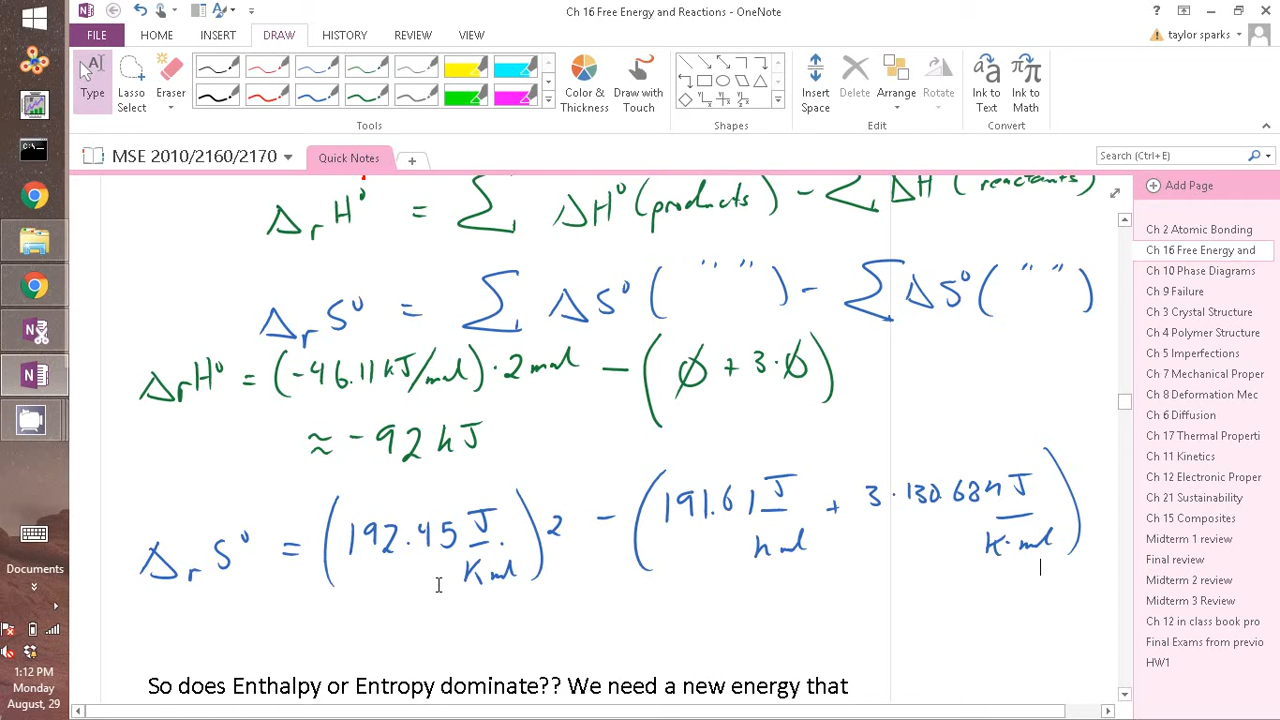 Ch 16 Free Energy and Reactions - OneNote
taylor sparks
FILE HOME INSERT DRAW HISTORY REVIEW VIEW
Type
Lasso Select
Eraser
Color & Thickness
Draw with Touch
Insert Space
Delete
Arrange
Rotate
Ink to Text
Ink to Math
Tools Shapes Edit Convert
MSE 2010/2160/2170 Quick Notes
Search (Ctrl+E)
Add Page
Ch 2 Atomic Bonding
Ch 16 Free Energy and
Ch 10 Phase Diagrams
Ch 9 Failure
Ch 3 Crystal Structure
Ch 4 Polymer Structure
Ch 5 Imperfections
Ch 7 Mechanical Proper
Ch 8 Deformation Mec
Ch 6 Diffusion
Ch 17 Thermal Properti
Ch 11 Kinetics
Ch 12 Electronic Proper
Ch 21 Sustainability
Ch 15 Composites
Midterm 1 review
Final review
Midterm 2 review
Midterm 3 Review
Ch 12 in class book pro
Final Exams from previo
HW1
ΔrH° = Σ ΔH°(products) - ΣΔH (reactants)
ΔrS° = Σ ΔS°( " " ) - ΣΔS°( " " )
ΔrH° = (-46.11 kJ/mol)·2mol - (∅ + 3·∅)
≈ -92 kJ
ΔrS° = (192.45 J/K mol)2 - (191.61 J/K mol + 3·130.684 J/K·mol)
So does Enthalpy or Entropy dominate?? We need a new energy that
Documents
1:12 PM
Monday
August, 29